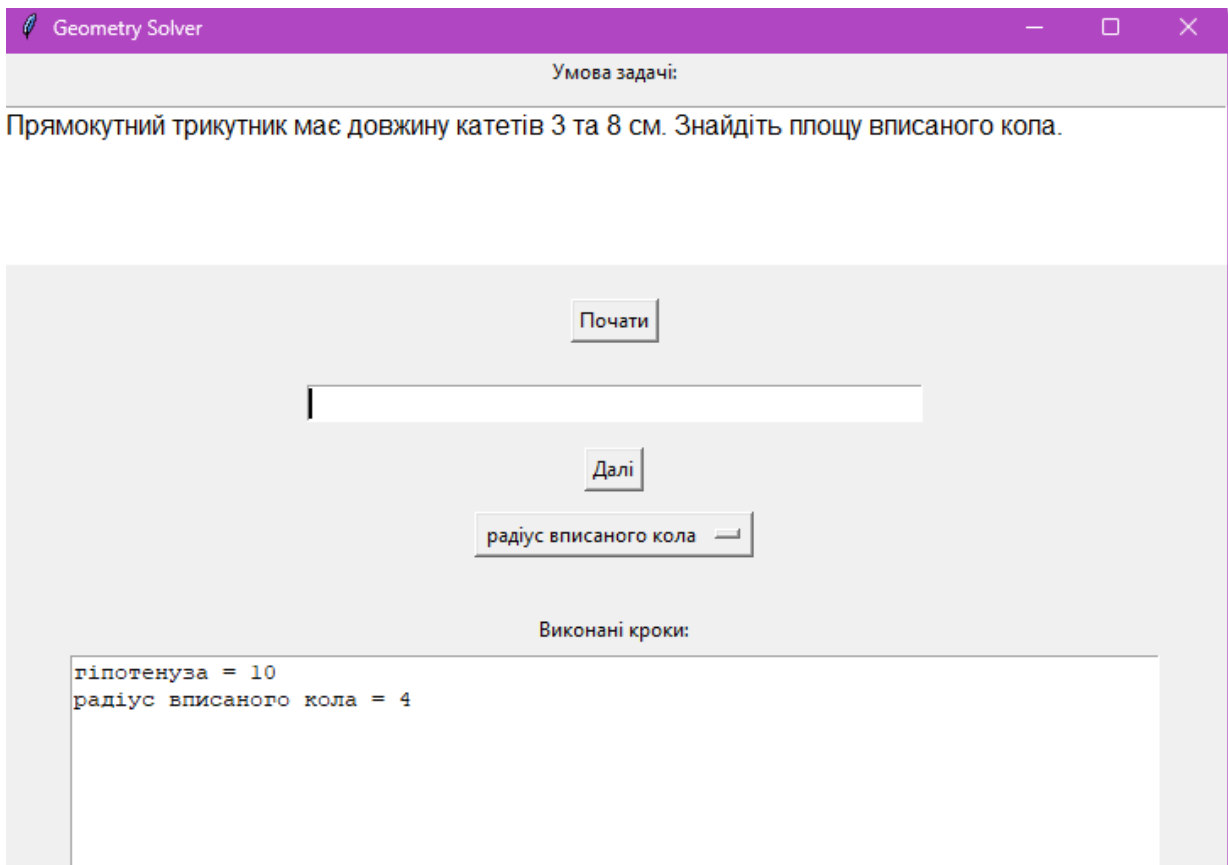 Geometry Solver
Умова задачі:
Прямокутний трикутник має довжину катетів 3 та 8 см. Знайдіть площу вписаного кола.
Почати
Далі
радіус вписаного кола
Виконані кроки:
гіпотенуза = 10
радіус вписаного кола = 4